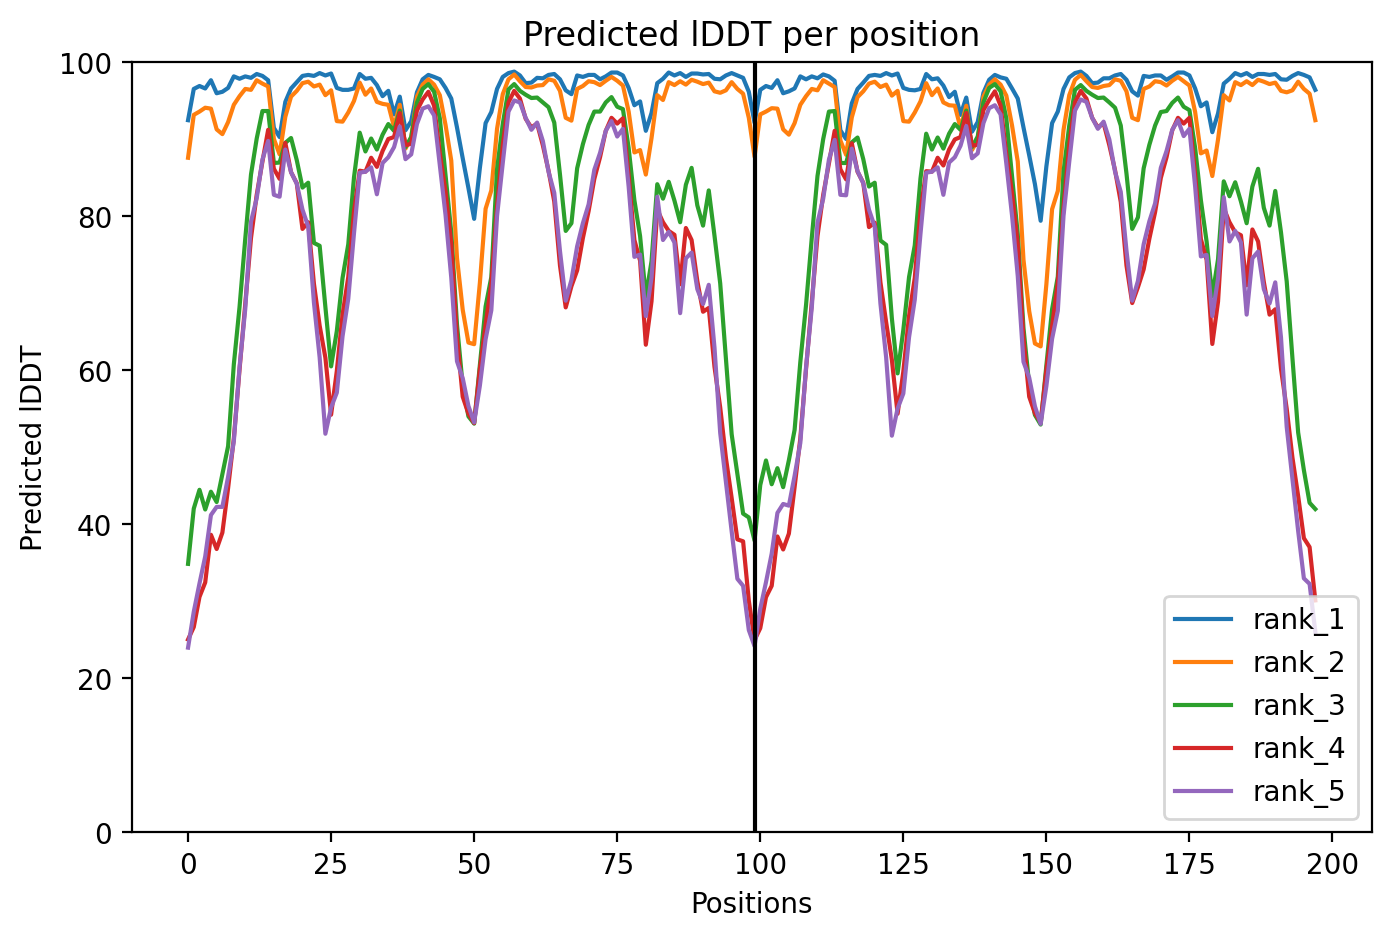 Predicted lDDT per position
100
80
60
40
20
0
Predicted lDDT
0 25 50 75 100 125 150 175 200
Positions
rank_1
rank_2
rank_3
rank_4
rank_5